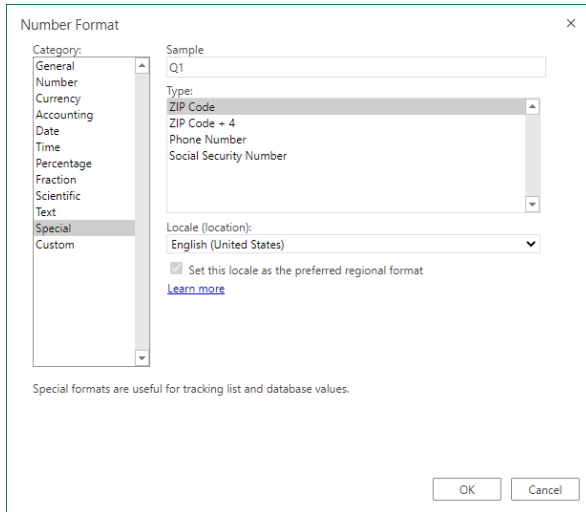 Number Format
Category:
General
Number
Currency
Accounting
Date
Time
Percentage
Fraction
Scientific
Text
Special
Custom
Sample
Q1
Type:
ZIP Code
ZIP Code + 4
Phone Number
Social Security Number
Locale (location):
English (United States)
Set this locale as the preferred regional format
Learn more
Special formats are useful for tracking list and database values.
OK Cancel